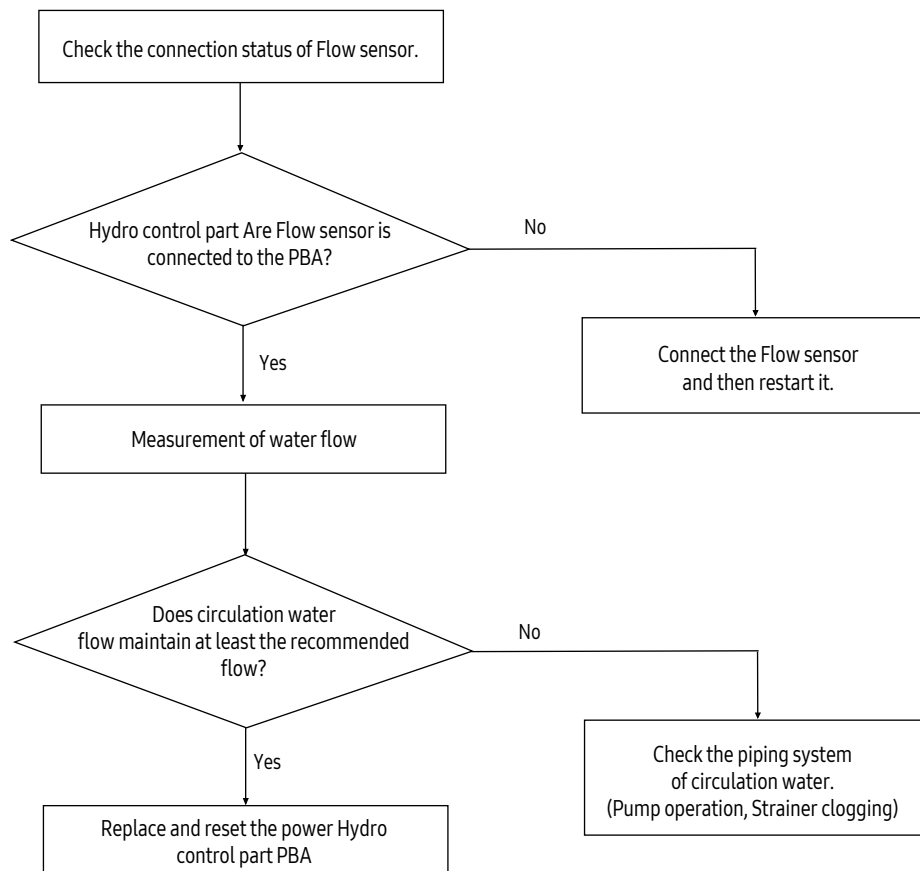 Check the connection status of Flow sensor.
Hydro control part Are Flow sensor is
connected to the PBA?
No
Connect the Flow sensor
and then restart it.
Yes
Measurement of water flow
Does circulation water
flow maintain at least the recommended
flow?
No
Check the piping system
of circulation water.
(Pump operation, Strainer clogging)
Yes
Replace and reset the power Hydro
control part PBA